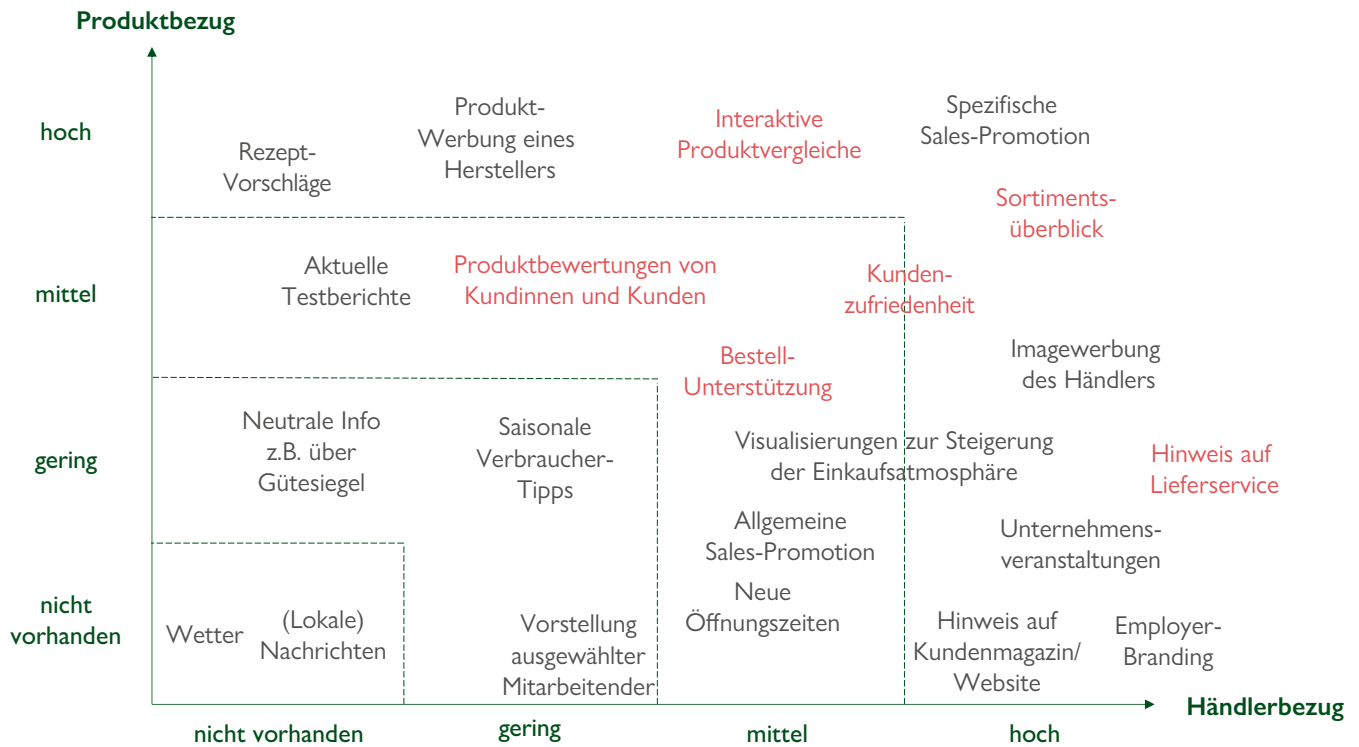 Produktbezug
hoch
Rezept-
Vorschläge
Produkt-
Werbung eines
Herstellers
Interaktive
Produktvergleiche
Spezifische
Sales-Promotion
Sortiments-
überblick
mittel
Aktuelle
Testberichte
Produktbewertungen von
Kundinnen und Kunden
Kunden-
zufriedenheit
Bestell-
Unterstützung
Imagewerbung
des Händlers
gering
Neutrale Info
z.B. über
Gütesiegel
Saisonale
Verbraucher-
Tipps
Visualisierungen zur Steigerung
der Einkaufsatmosphäre
Hinweis auf
Lieferservice
Allgemeine
Sales-Promotion
Unternehmens-
veranstaltungen
nicht
vorhanden
Wetter
(Lokale)
Nachrichten
Vorstellung
ausgewählter
Mitarbeitender
Neue
Öffnungszeiten
Hinweis auf
Kundenmagazin/
Website
Employer-
Branding
Händlerbezug
nicht vorhanden
gering
mittel
hoch